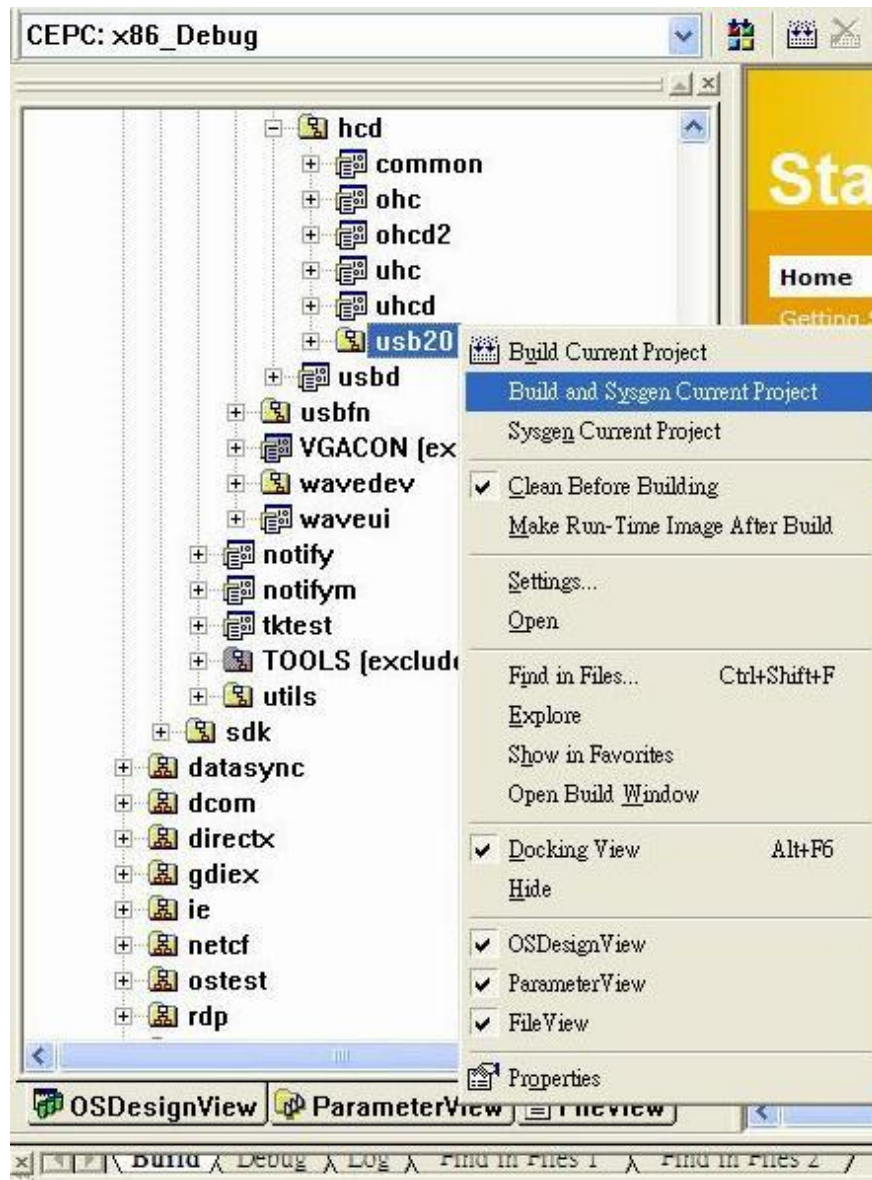 CEPC: x86_Debug
hcd
common
ohc
ohcd2
uhc
uhcd
usb20
usbd
usbfn
VGACON (ex
wavedev
waveui
notify
notifym
tktest
TOOLS (exclude
utils
sdk
datasync
dcom
directx
gdiex
ie
netcf
ostest
rdp
Sta
Home
Getting S
Build Current Project
Build and Sysgen Current Project
Sysgen Current Project
Clean Before Building
Make Run-Time Image After Build
Settings...
Open
Find in Files... Ctrl+Shift+F
Explore
Show in Favorites
Open Build Window
Docking View Alt+F6
Hide
OSDesignView
ParameterView
FileView
Properties
OSDesignView ParameterView FileView
Build Debug Log Find in Files 1 Find in Files 2